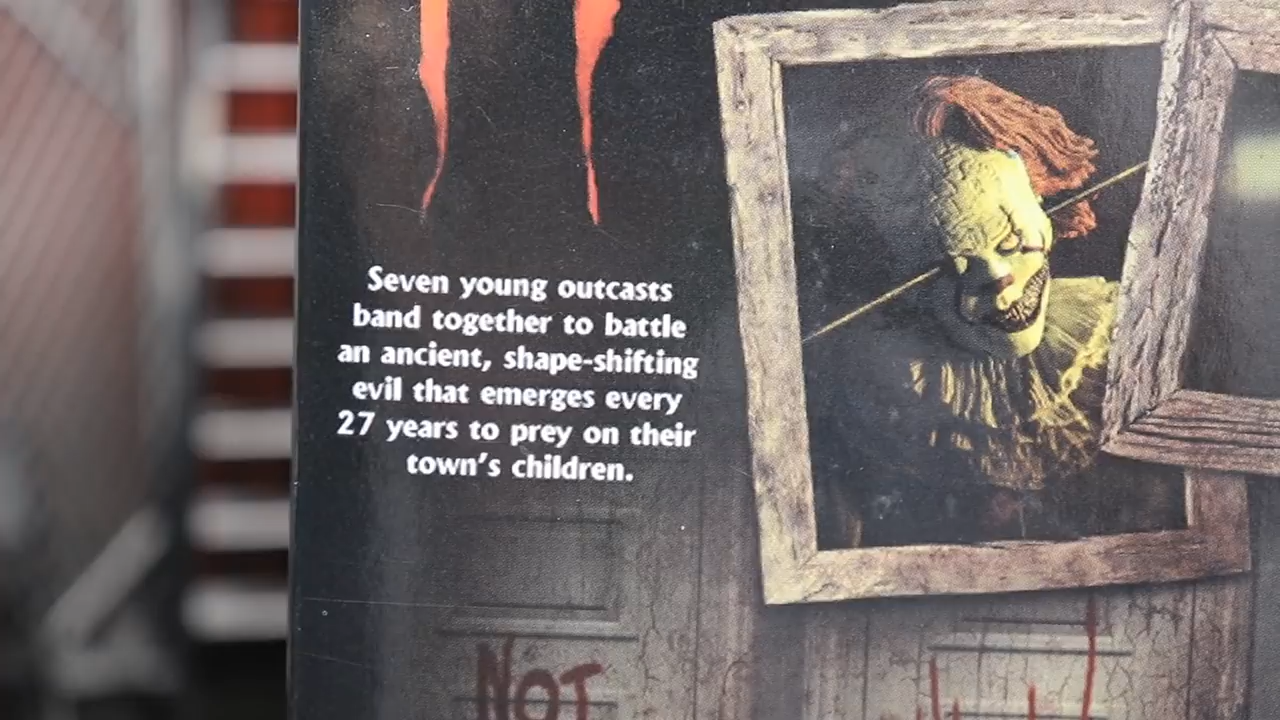 Seven young outcasts
band together to battle
an ancient, shape-shifting
evil that emerges every
27 years to prey on their
town's children.
NOT